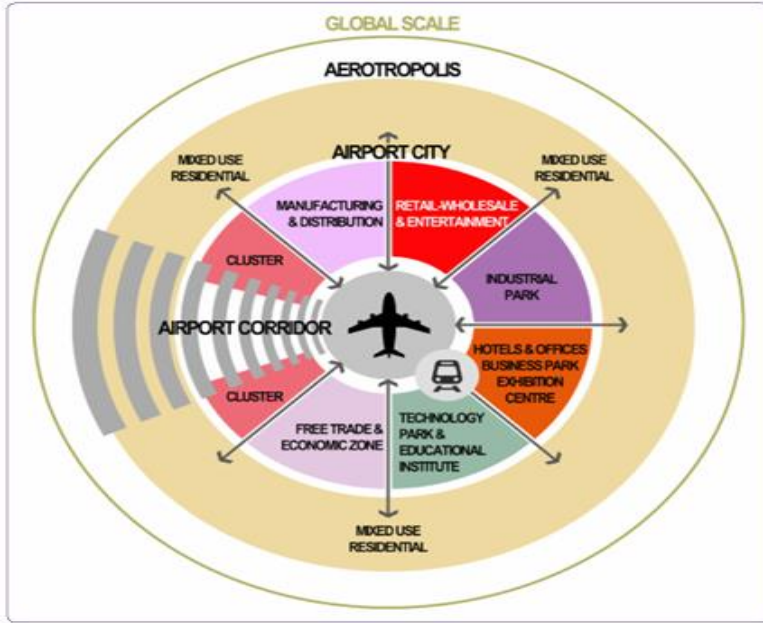 GLOBAL SCALE
AEROTROPOLIS
AIRPORT CITY
MIXED USE
RESIDENTIAL
MIXED USE
RESIDENTIAL
MANUFACTURING
& DISTRIBUTION
RETAIL-WHOLESALE
& ENTERTAINMENT
CLUSTER
INDUSTRIAL
PARK
AIRPORT CORRIDOR
HOTELS & OFFICES
BUSINESS PARK
EXHIBITION
CENTRE
CLUSTER
FREE TRADE &
ECONOMIC ZONE
TECHNOLOGY
PARK &
EDUCATIONAL
INSTITUTE
MIXED USE
RESIDENTIAL